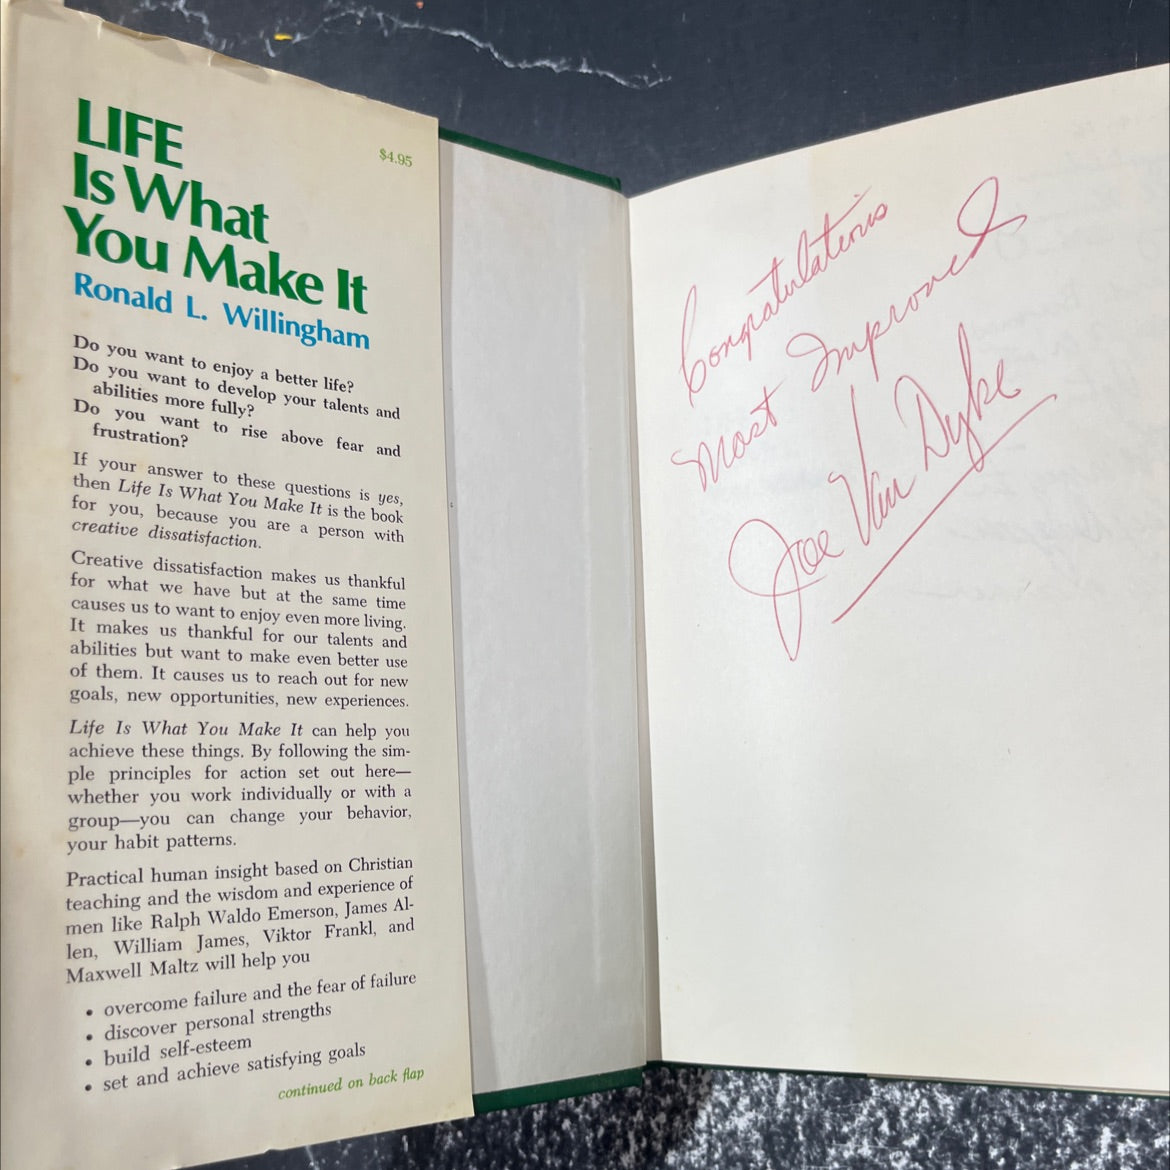 LIFE
Is What
You Make It
$4.95
Ronald L. Willingham
Do you want to enjoy a better life?
Do you want to develop your talents and
abilities more fully?
Do you want to rise above fear and
frustration?
If your answer to these questions is yes,
then Life Is What You Make It is the book
for you, because you are a person with
creative dissatisfaction.
Creative dissatisfaction makes us thankful
for what we have but at the same time
causes us to want to enjoy even more living.
It makes us thankful for our talents and
abilities but want to make even better use
of them. It causes us to reach out for new
goals, new opportunities, new experiences.
Life Is What You Make It can help you
achieve these things. By following the sim-
ple principles for action set out here—
whether you work individually or with a
group—you can change your behavior,
your habit patterns.
Practical human insight based on Christian
teaching and the wisdom and experience of
men like Ralph Waldo Emerson, James Al-
len, William James, Viktor Frankl, and
Maxwell Maltz will help you
• overcome failure and the fear of failure
• discover personal strengths
• build self-esteem
• set and achieve satisfying goals
continued on back flap
Congratulations
Most Improved
Joe Van Dyke